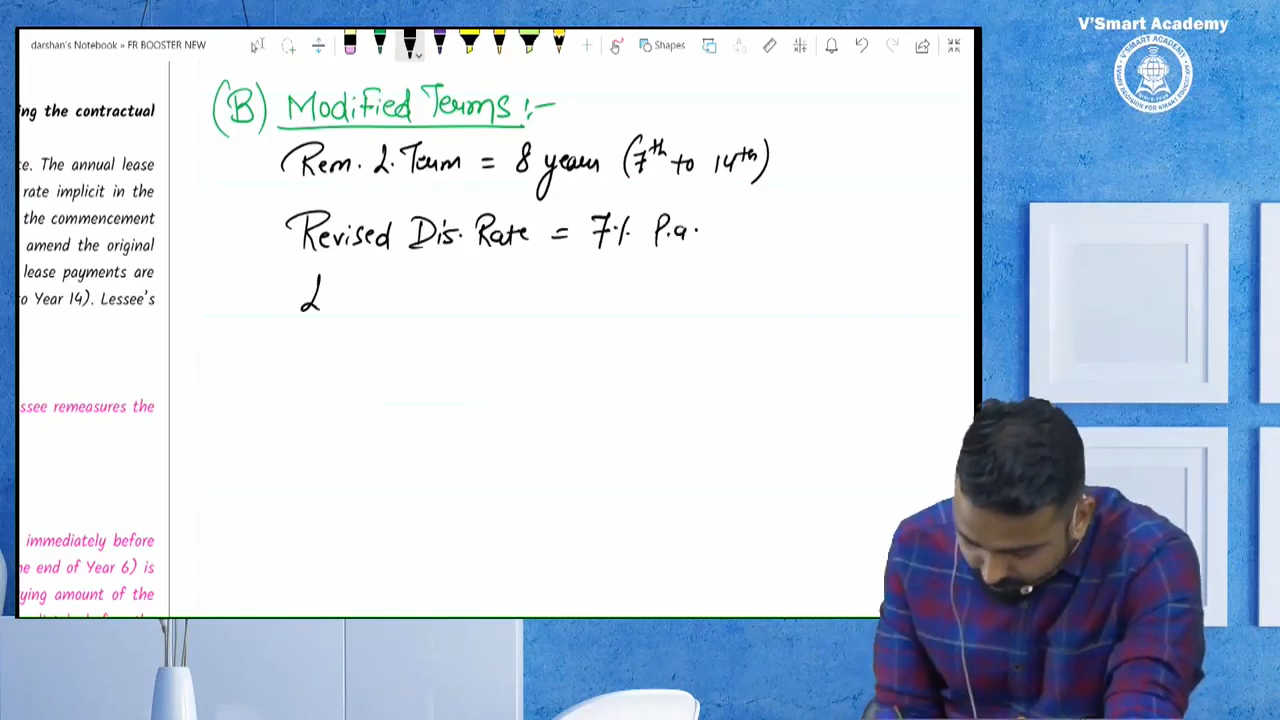 V'Smart Academy
V'SMART ACADEMY
darshan's Notebook » FR BOOSTER NEW
Shapes
ing the contractual
e. The annual lease
rate implicit in the
the commencement
amend the original
lease payments are
o Year 14). Lessee's
ssee remeasures the
immediately before
e end of Year 6) is
ying amount of the
(B) Modified Terms :-
Rem. L. Term = 8 years (7th to 14th)
Revised Dis. Rate = 7% P.a.
L